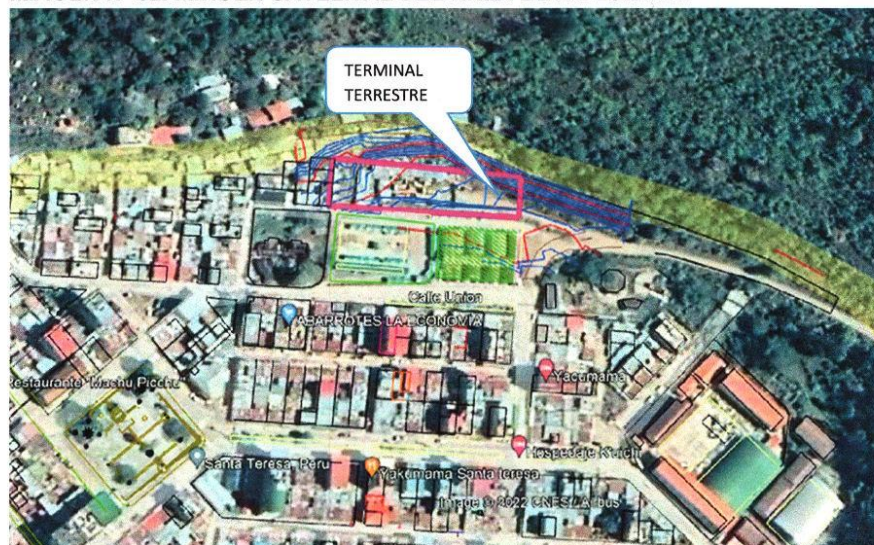 TERMINAL
TERRESTRE
Calle Union
ABARROTES LA ECONOMIA
Yacumama
Restaurante "Machu Picchu"
Hospedaje K'uichi
Santa Teresa, Peru
Yakumama Santa teresa
Image © 2022 CNES / Airbus